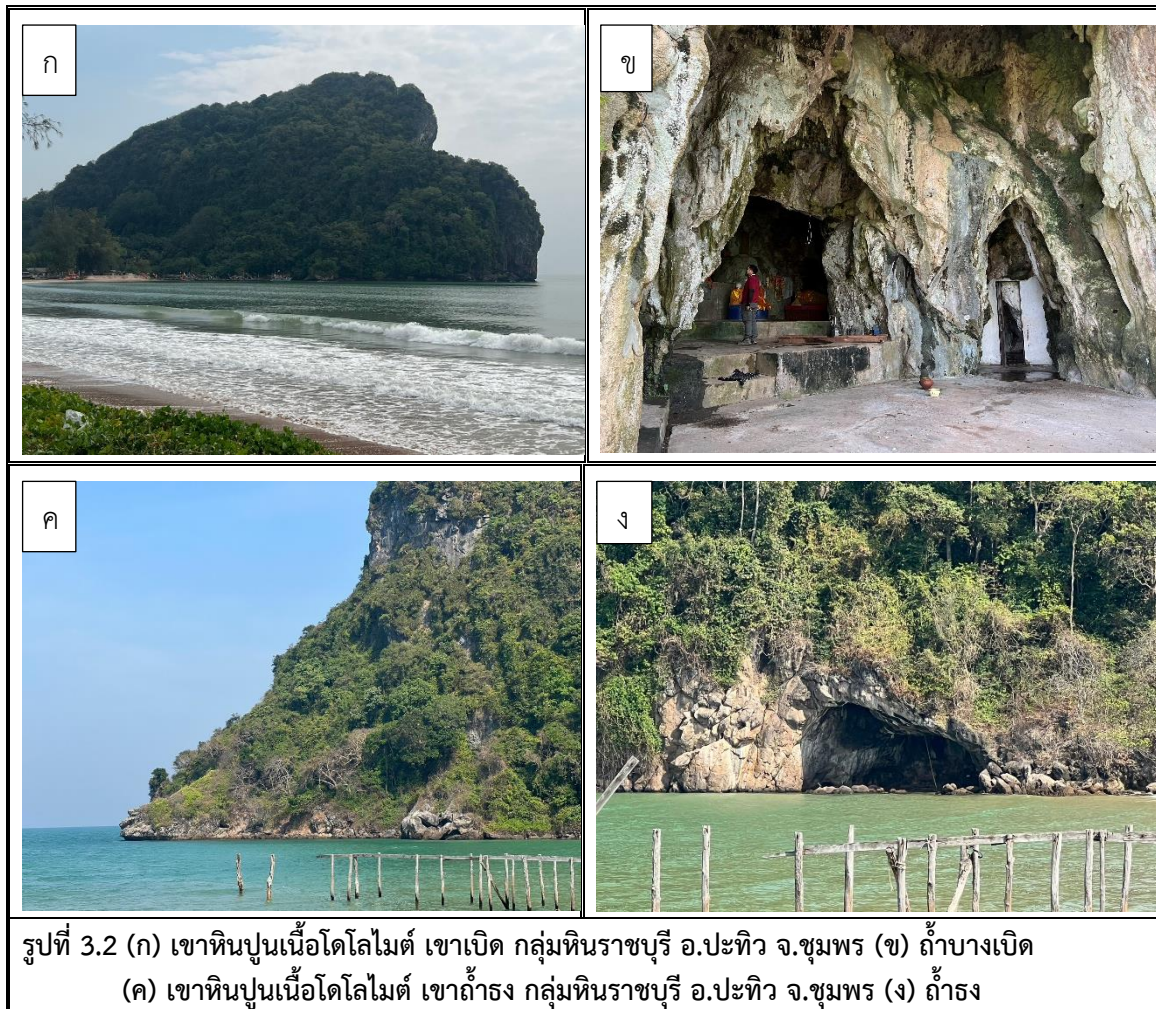 ก
ข
ค
ง
รูปที่ 3.2 (ก) เขาหินปูนเนื้อโดโลไมต์ เขาเบิด กลุ่มหินราชบุรี อ.ปะทิว จ.ชุมพร (ข) ถ้ำบางเบิด
(ค) เขาหินปูนเนื้อโดโลไมต์ เขาถ้ำธง กลุ่มหินราชบุรี อ.ปะทิว จ.ชุมพร (ง) ถ้ำธง